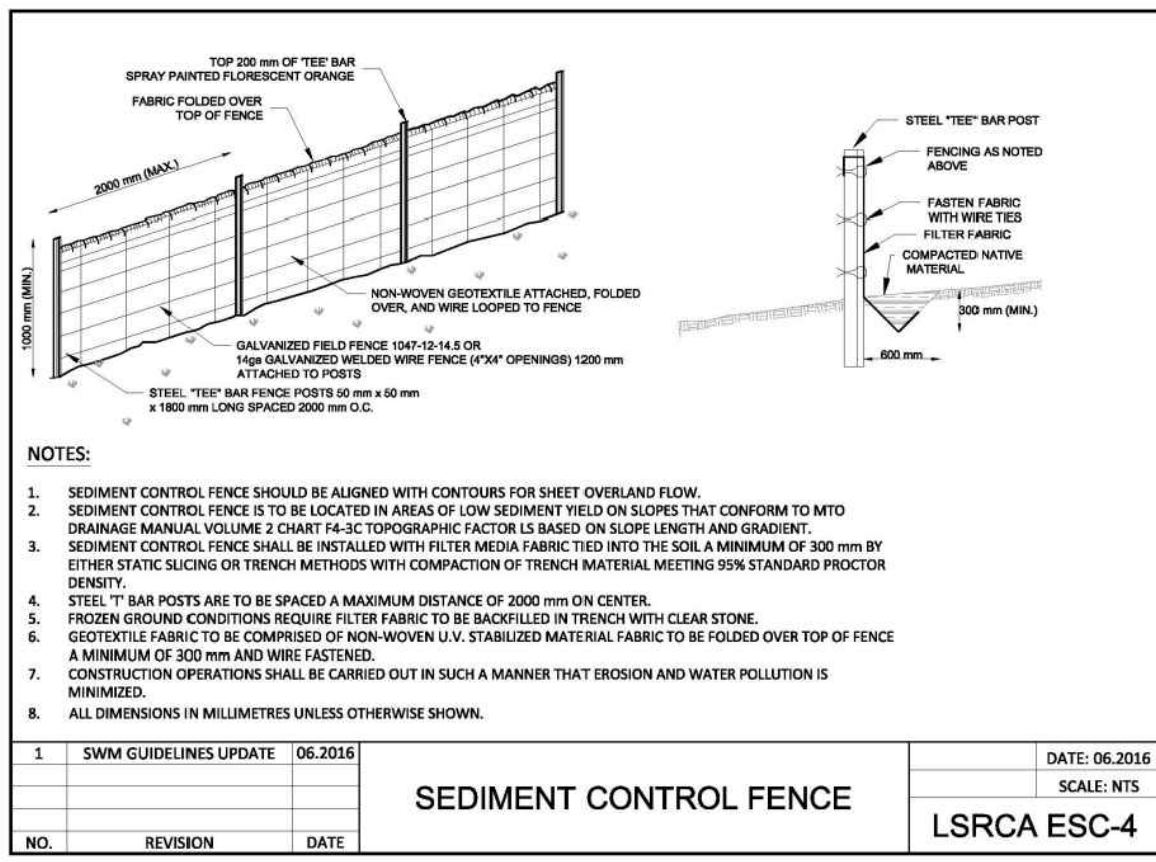 TOP 200 mm OF 'TEE' BAR
SPRAY PAINTED FLORESCENT ORANGE
FABRIC FOLDED OVER
TOP OF FENCE
2000 mm (MAX.)
1000 mm (MIN.)
NON-WOVEN GEOTEXTILE ATTACHED, FOLDED
OVER, AND WIRE LOOPED TO FENCE
GALVANIZED FIELD FENCE 1047-12-14.5 OR
14ga GALVANIZED WELDED WIRE FENCE (4"X4" OPENINGS) 1200 mm
ATTACHED TO POSTS
STEEL "TEE" BAR FENCE POSTS 50 mm x 50 mm
x 1800 mm LONG SPACED 2000 mm O.C.
STEEL "TEE" BAR POST
FENCING AS NOTED
ABOVE
FASTEN FABRIC
WITH WIRE TIES
FILTER FABRIC
COMPACTED NATIVE
MATERIAL
300 mm (MIN.)
600 mm
NOTES:
1. SEDIMENT CONTROL FENCE SHOULD BE ALIGNED WITH CONTOURS FOR SHEET OVERLAND FLOW.
2. SEDIMENT CONTROL FENCE IS TO BE LOCATED IN AREAS OF LOW SEDIMENT YIELD ON SLOPES THAT CONFORM TO MTO
DRAINAGE MANUAL VOLUME 2 CHART F4-3C TOPOGRAPHIC FACTOR LS BASED ON SLOPE LENGTH AND GRADIENT.
3. SEDIMENT CONTROL FENCE SHALL BE INSTALLED WITH FILTER MEDIA FABRIC TIED INTO THE SOIL A MINIMUM OF 300 mm BY
EITHER STATIC SLICING OR TRENCH METHODS WITH COMPACTION OF TRENCH MATERIAL MEETING 95% STANDARD PROCTOR
DENSITY.
4. STEEL 'T' BAR POSTS ARE TO BE SPACED A MAXIMUM DISTANCE OF 2000 mm ON CENTER.
5. FROZEN GROUND CONDITIONS REQUIRE FILTER FABRIC TO BE BACKFILLED IN TRENCH WITH CLEAR STONE.
6. GEOTEXTILE FABRIC TO BE COMPRISED OF NON-WOVEN U.V. STABILIZED MATERIAL FABRIC TO BE FOLDED OVER TOP OF FENCE
A MINIMUM OF 300 mm AND WIRE FASTENED.
7. CONSTRUCTION OPERATIONS SHALL BE CARRIED OUT IN SUCH A MANNER THAT EROSION AND WATER POLLUTION IS
MINIMIZED.
8. ALL DIMENSIONS IN MILLIMETRES UNLESS OTHERWISE SHOWN.
1 SWM GUIDELINES UPDATE 06.2016
NO. REVISION DATE
SEDIMENT CONTROL FENCE
DATE: 06.2016
SCALE: NTS
LSRCA ESC-4